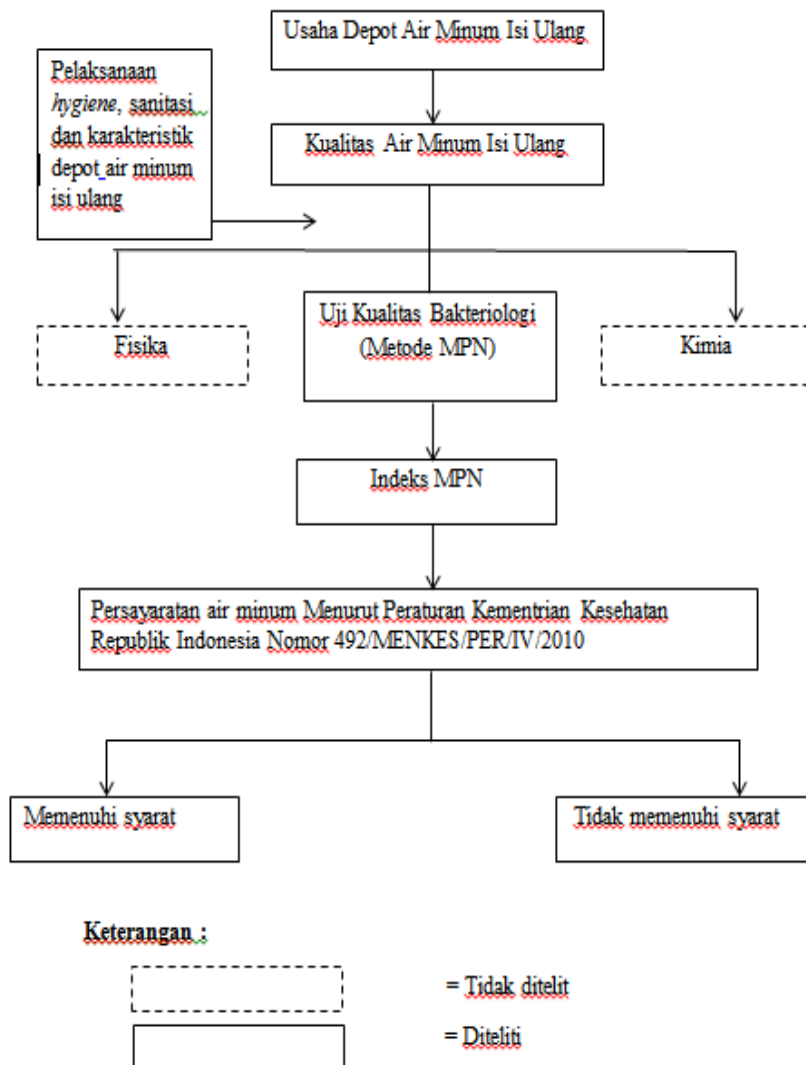 Usaha Depot Air Minum Isi Ulang
Pelaksanaan
hygiene, sanitasi
dan karakteristik
depot air minum
isi ulang
Kualitas Air Minum Isi Ulang
Fisika
Uji Kualitas Bakteriologi
(Metode MPN)
Kimia
Indeks MPN
Persayaratan air minum Menurut Peraturan Kementrian Kesehatan
Republik Indonesia Nomor 492/MENKES/PER/IV/2010
Memenuhi syarat
Tidak memenuhi syarat
Keterangan :
= Tidak ditelit
= Diteliti